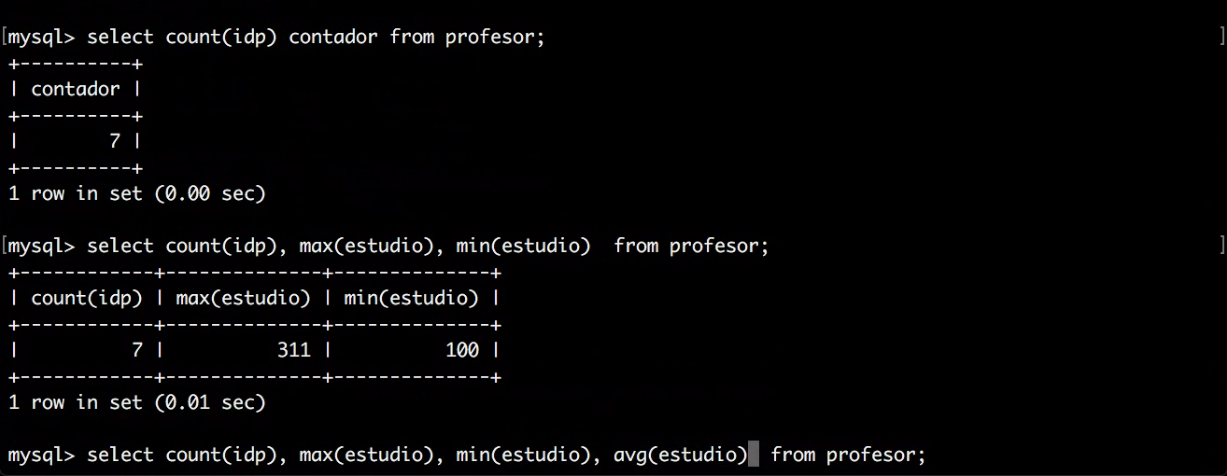 [mysql> select count(idp) contador from profesor; ]
+----------+
| contador |
+----------+
|        7 |
+----------+
1 row in set (0.00 sec)
[mysql> select count(idp), max(estudio), min(estudio)  from profesor; ]
+------------+--------------+--------------+
| count(idp) | max(estudio) | min(estudio) |
+------------+--------------+--------------+
|          7 |          311 |          100 |
+------------+--------------+--------------+
1 row in set (0.01 sec)
mysql> select count(idp), max(estudio), min(estudio), avg(estudio)  from profesor;